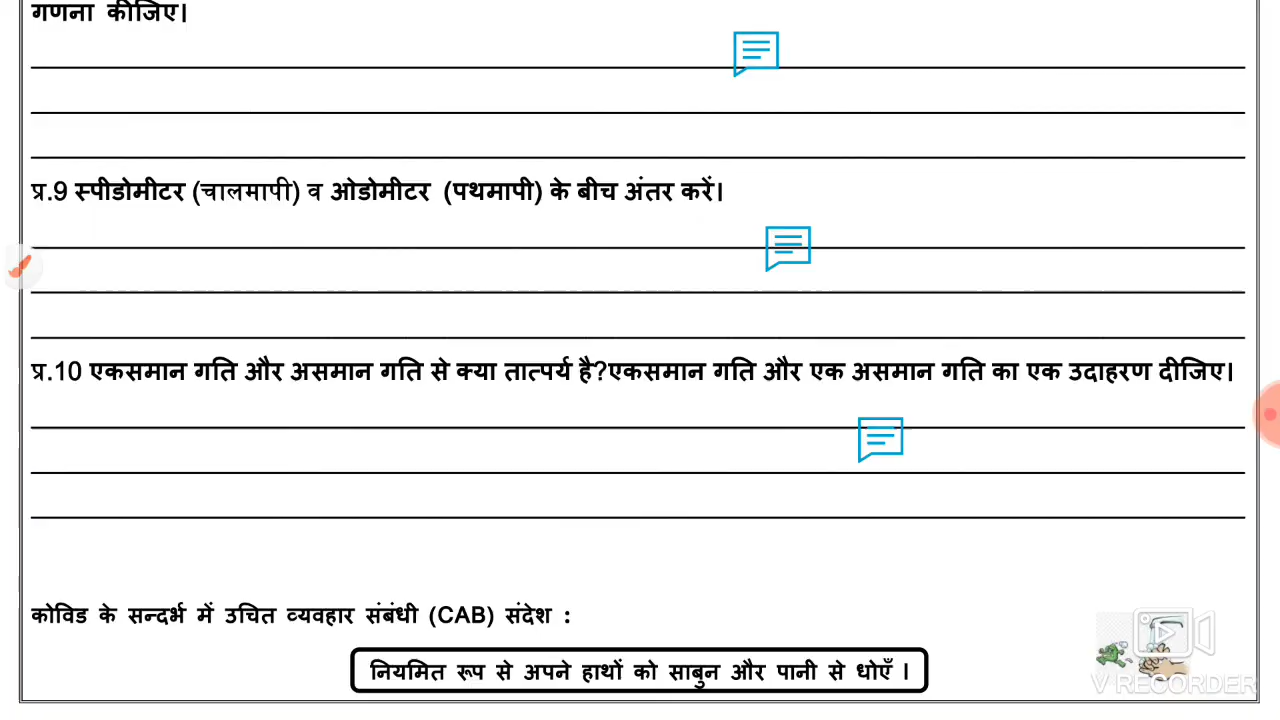 गणना कीजिए।
प्र.9 स्पीडोमीटर (चालमापी) व ओडोमीटर (पथमापी) के बीच अंतर करें।
प्र.10 एकसमान गति और असमान गति से क्या तात्पर्य है?एकसमान गति और एक असमान गति का एक उदाहरण दीजिए।
कोविड के सन्दर्भ में उचित व्यवहार संबंधी (CAB) संदेश :
नियमित रूप से अपने हाथों को साबुन और पानी से धोएँ ।
V RECORDER